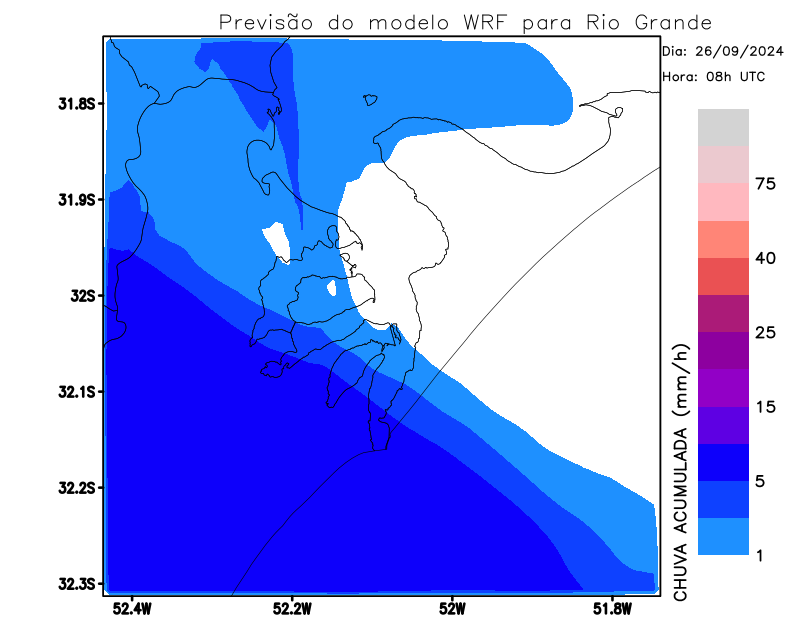 Previsão do modelo WRF para Rio Grande
Dia: 26/09/2024
Hora: 08h UTC
31.8S
31.9S
32S
32.1S
32.2S
32.3S
52.4W
52.2W
52W
51.8W
75
40
25
15
5
1
CHUVA ACUMULADA (mm/h)